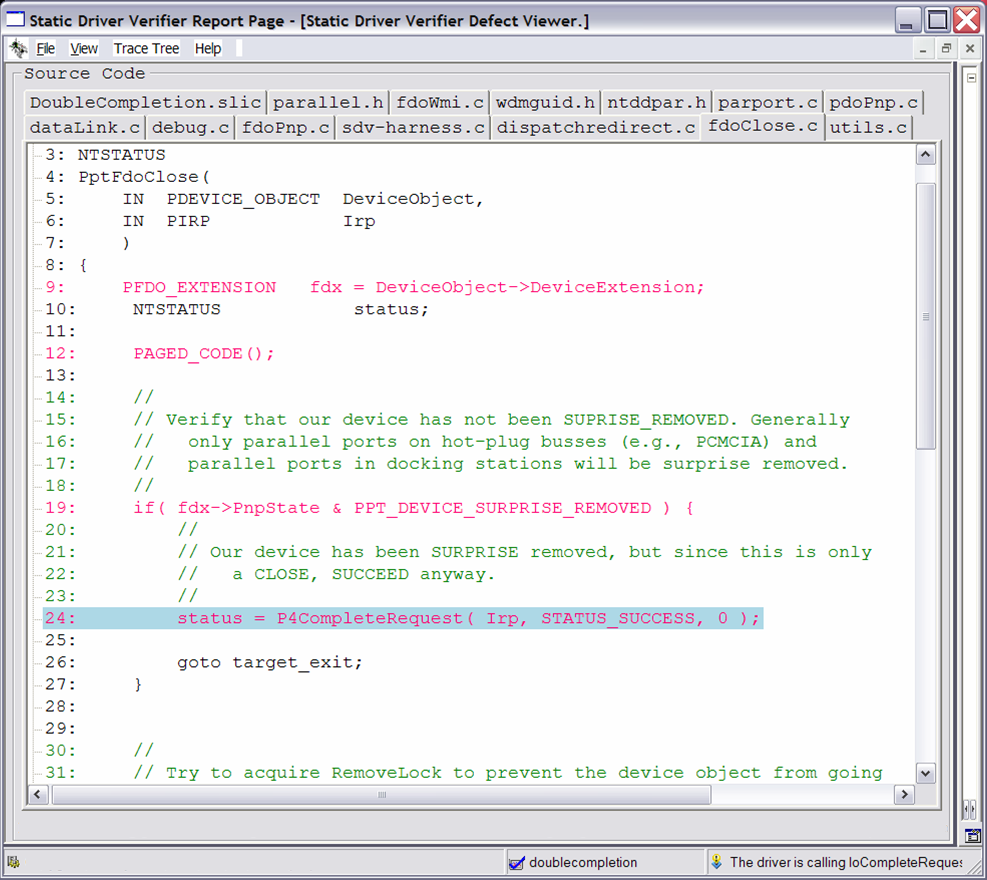 Static Driver Verifier Report Page - [Static Driver Verifier Defect Viewer.]
File View Trace Tree Help
Source Code
DoubleCompletion.slic parallel.h fdoWmi.c wdmguid.h ntddpar.h parport.c pdoPnp.c
dataLink.c debug.c fdoPnp.c sdv-harness.c dispatchredirect.c fdoClose.c utils.c
3: NTSTATUS
4: PptFdoClose(
5: IN PDEVICE_OBJECT DeviceObject,
6: IN PIRP Irp
7: )
8: {
9: PFDO_EXTENSION fdx = DeviceObject->DeviceExtension;
10: NTSTATUS status;
11:
12: PAGED_CODE();
13:
14: //
15: // Verify that our device has not been SUPRISE_REMOVED. Generally
16: // only parallel ports on hot-plug busses (e.g., PCMCIA) and
17: // parallel ports in docking stations will be surprise removed.
18: //
19: if( fdx->PnpState & PPT_DEVICE_SURPRISE_REMOVED ) {
20: //
21: // Our device has been SURPRISE removed, but since this is only
22: // a CLOSE, SUCCEED anyway.
23: //
24: status = P4CompleteRequest( Irp, STATUS_SUCCESS, 0 );
25:
26: goto target_exit;
27: }
28:
29:
30: //
31: // Try to acquire RemoveLock to prevent the device object from going
doublecompletion
The driver is calling IoCompleteReques